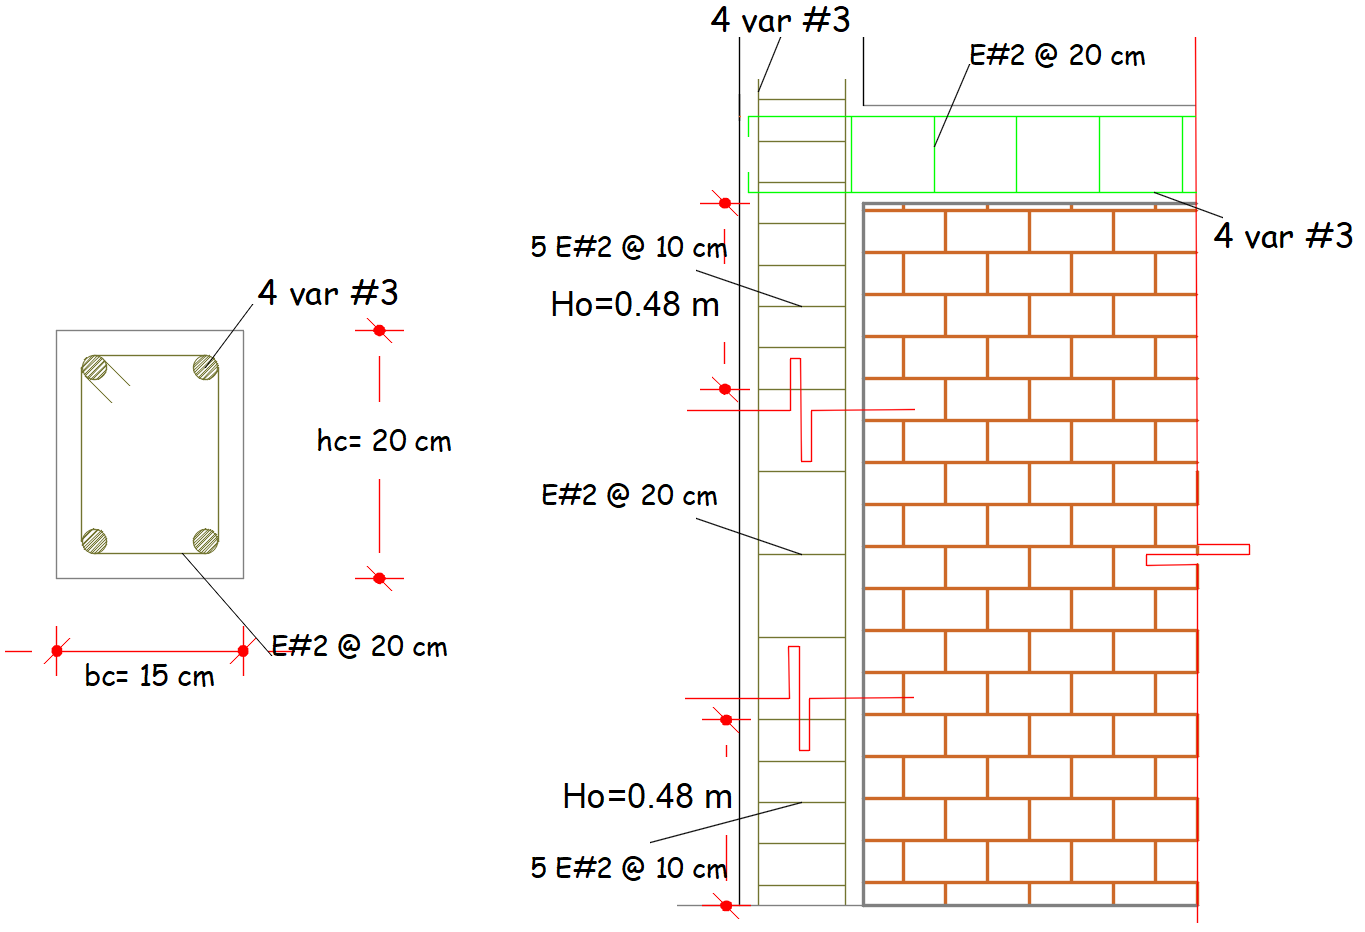 4 var #3
E#2 @ 20 cm
4 var #3
5 E#2 @ 10 cm
Ho=0.48 m
4 var #3
hc= 20 cm
E#2 @ 20 cm
E#2 @ 20 cm
bc= 15 cm
Ho=0.48 m
5 E#2 @ 10 cm